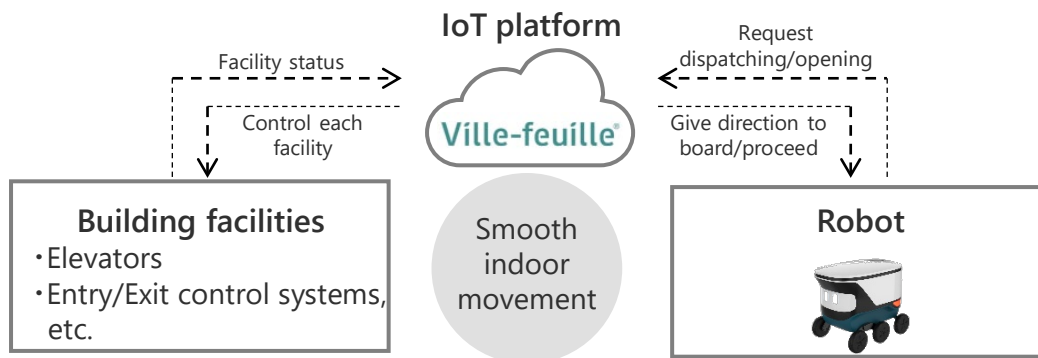 IoT platform
Facility status
Control each
facility
Ville-feuille®
Request
dispatching/opening
Give direction to
board/proceed
Building facilities
・Elevators
・Entry/Exit control systems,
etc.
Smooth
indoor
movement
Robot